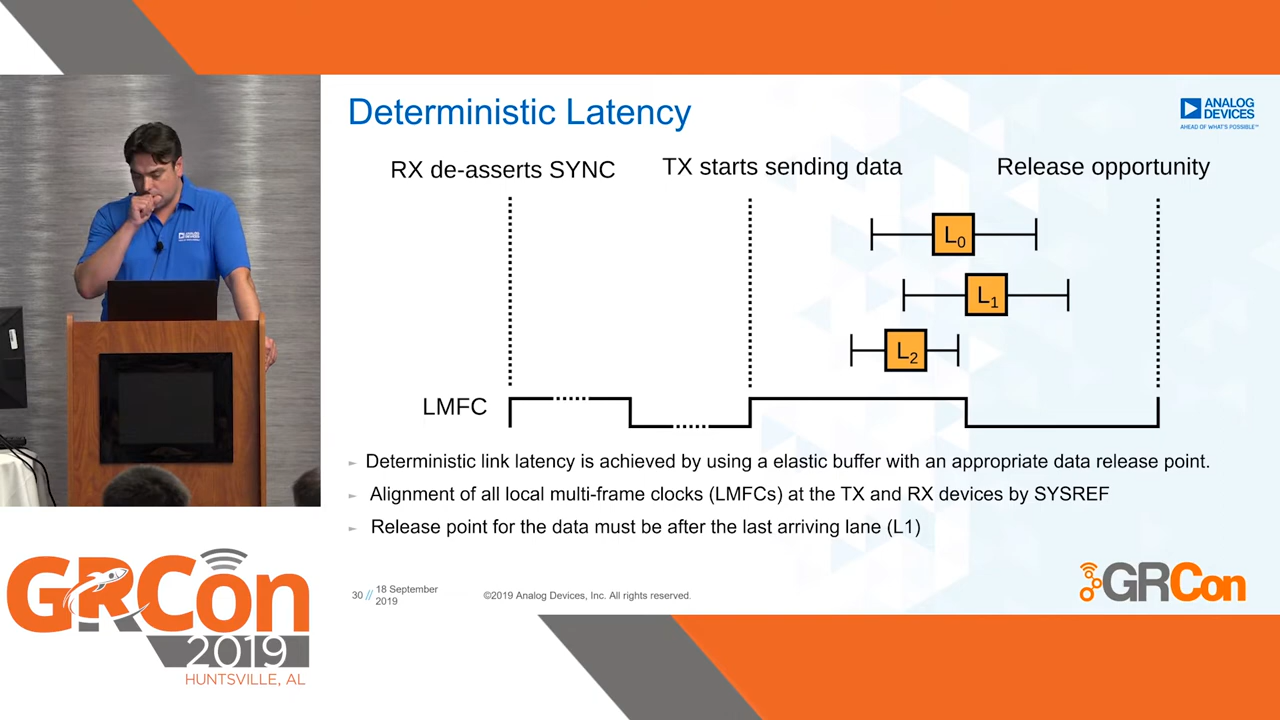 Deterministic Latency
ANALOG
DEVICES
AHEAD OF WHAT'S POSSIBLE™
RX de-asserts SYNC
TX starts sending data
Release opportunity
L0
L1
L2
LMFC
► Deterministic link latency is achieved by using a elastic buffer with an appropriate data release point.
► Alignment of all local multi-frame clocks (LMFCs) at the TX and RX devices by SYSREF
► Release point for the data must be after the last arriving lane (L1)
30 // 18 September
2019
©2019 Analog Devices, Inc. All rights reserved.
GRCon
GRCon
2019
HUNTSVILLE, AL